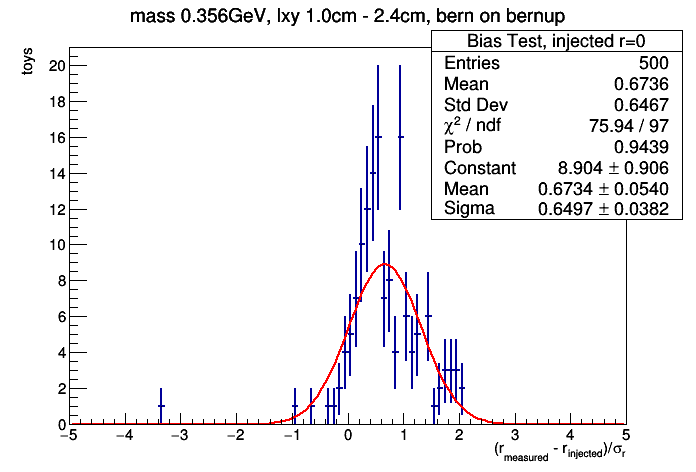 mass 0.356GeV, lxy 1.0cm - 2.4cm, bern on bernup
toys
Bias Test, injected r=0
Entries 500
Mean 0.6736
Std Dev 0.6467
χ² / ndf 75.94 / 97
Prob 0.9439
Constant 8.904 ± 0.906
Mean 0.6734 ± 0.0540
Sigma 0.6497 ± 0.0382
20
18
16
14
12
10
8
6
4
2
0
−5 −4 −3 −2 −1 0 1 2 3 4 5
(r_measured - r_injected)/σ_r